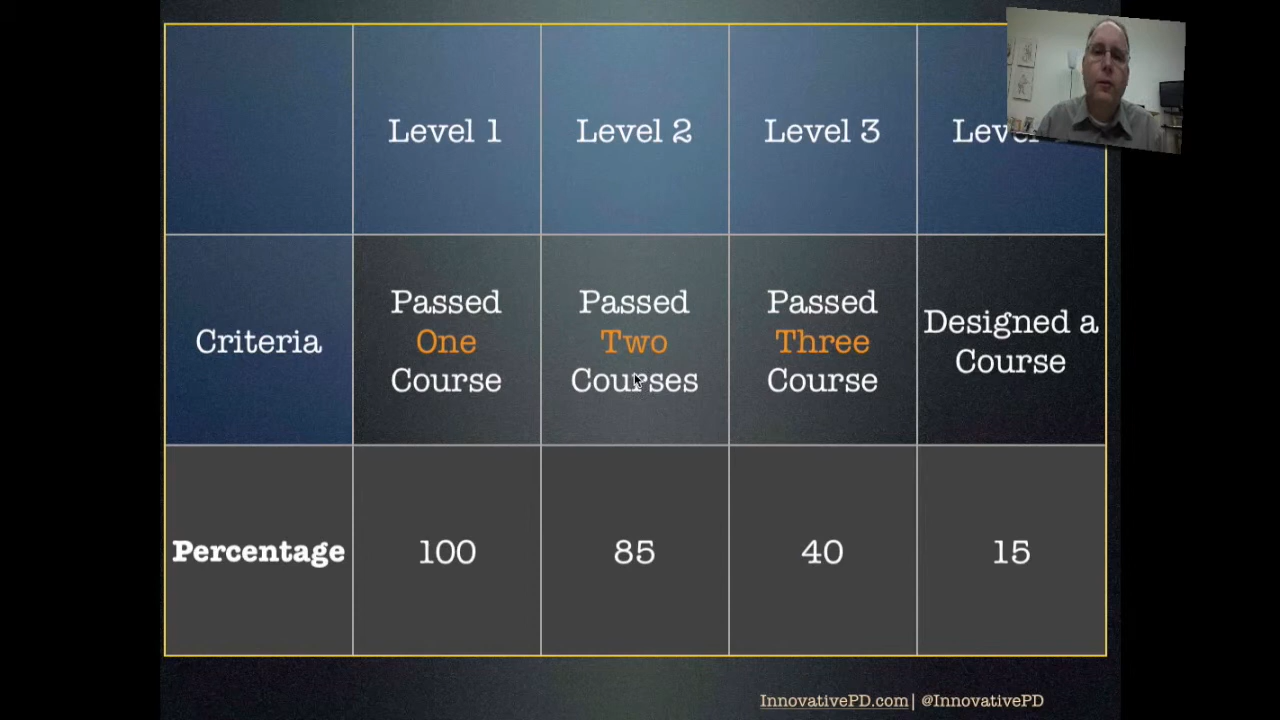 Level 1
Level 2
Level 3
Criteria
Passed
One
Course
Passed
Two
Courses
Passed
Three
Course
Designed a
Course
Percentage
100
85
40
15
InnovativePD.com| @InnovativePD